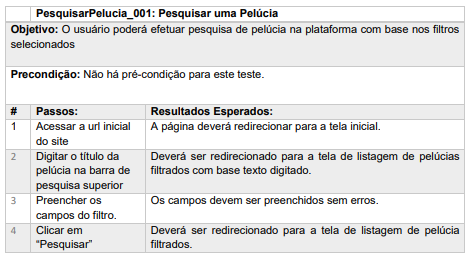 PesquisarPelucia_001: Pesquisar uma Pelúcia
Objetivo: O usuário poderá efetuar pesquisa de pelúcia na plataforma com base nos filtros
selecionados
Precondição: Não há pré-condição para este teste.
# Passos: Resultados Esperados:
1 Acessar a url inicial A página deverá redirecionar para a tela inicial.
do site
2 Digitar o título da Deverá ser redirecionado para a tela de listagem de pelúcias
pelúcia na barra de filtrados com base texto digitado.
pesquisa superior
3 Preencher os Os campos devem ser preenchidos sem erros.
campos do filtro.
4 Clicar em Deverá ser redirecionado para a tela de listagem de pelúcia
“Pesquisar” filtrados.